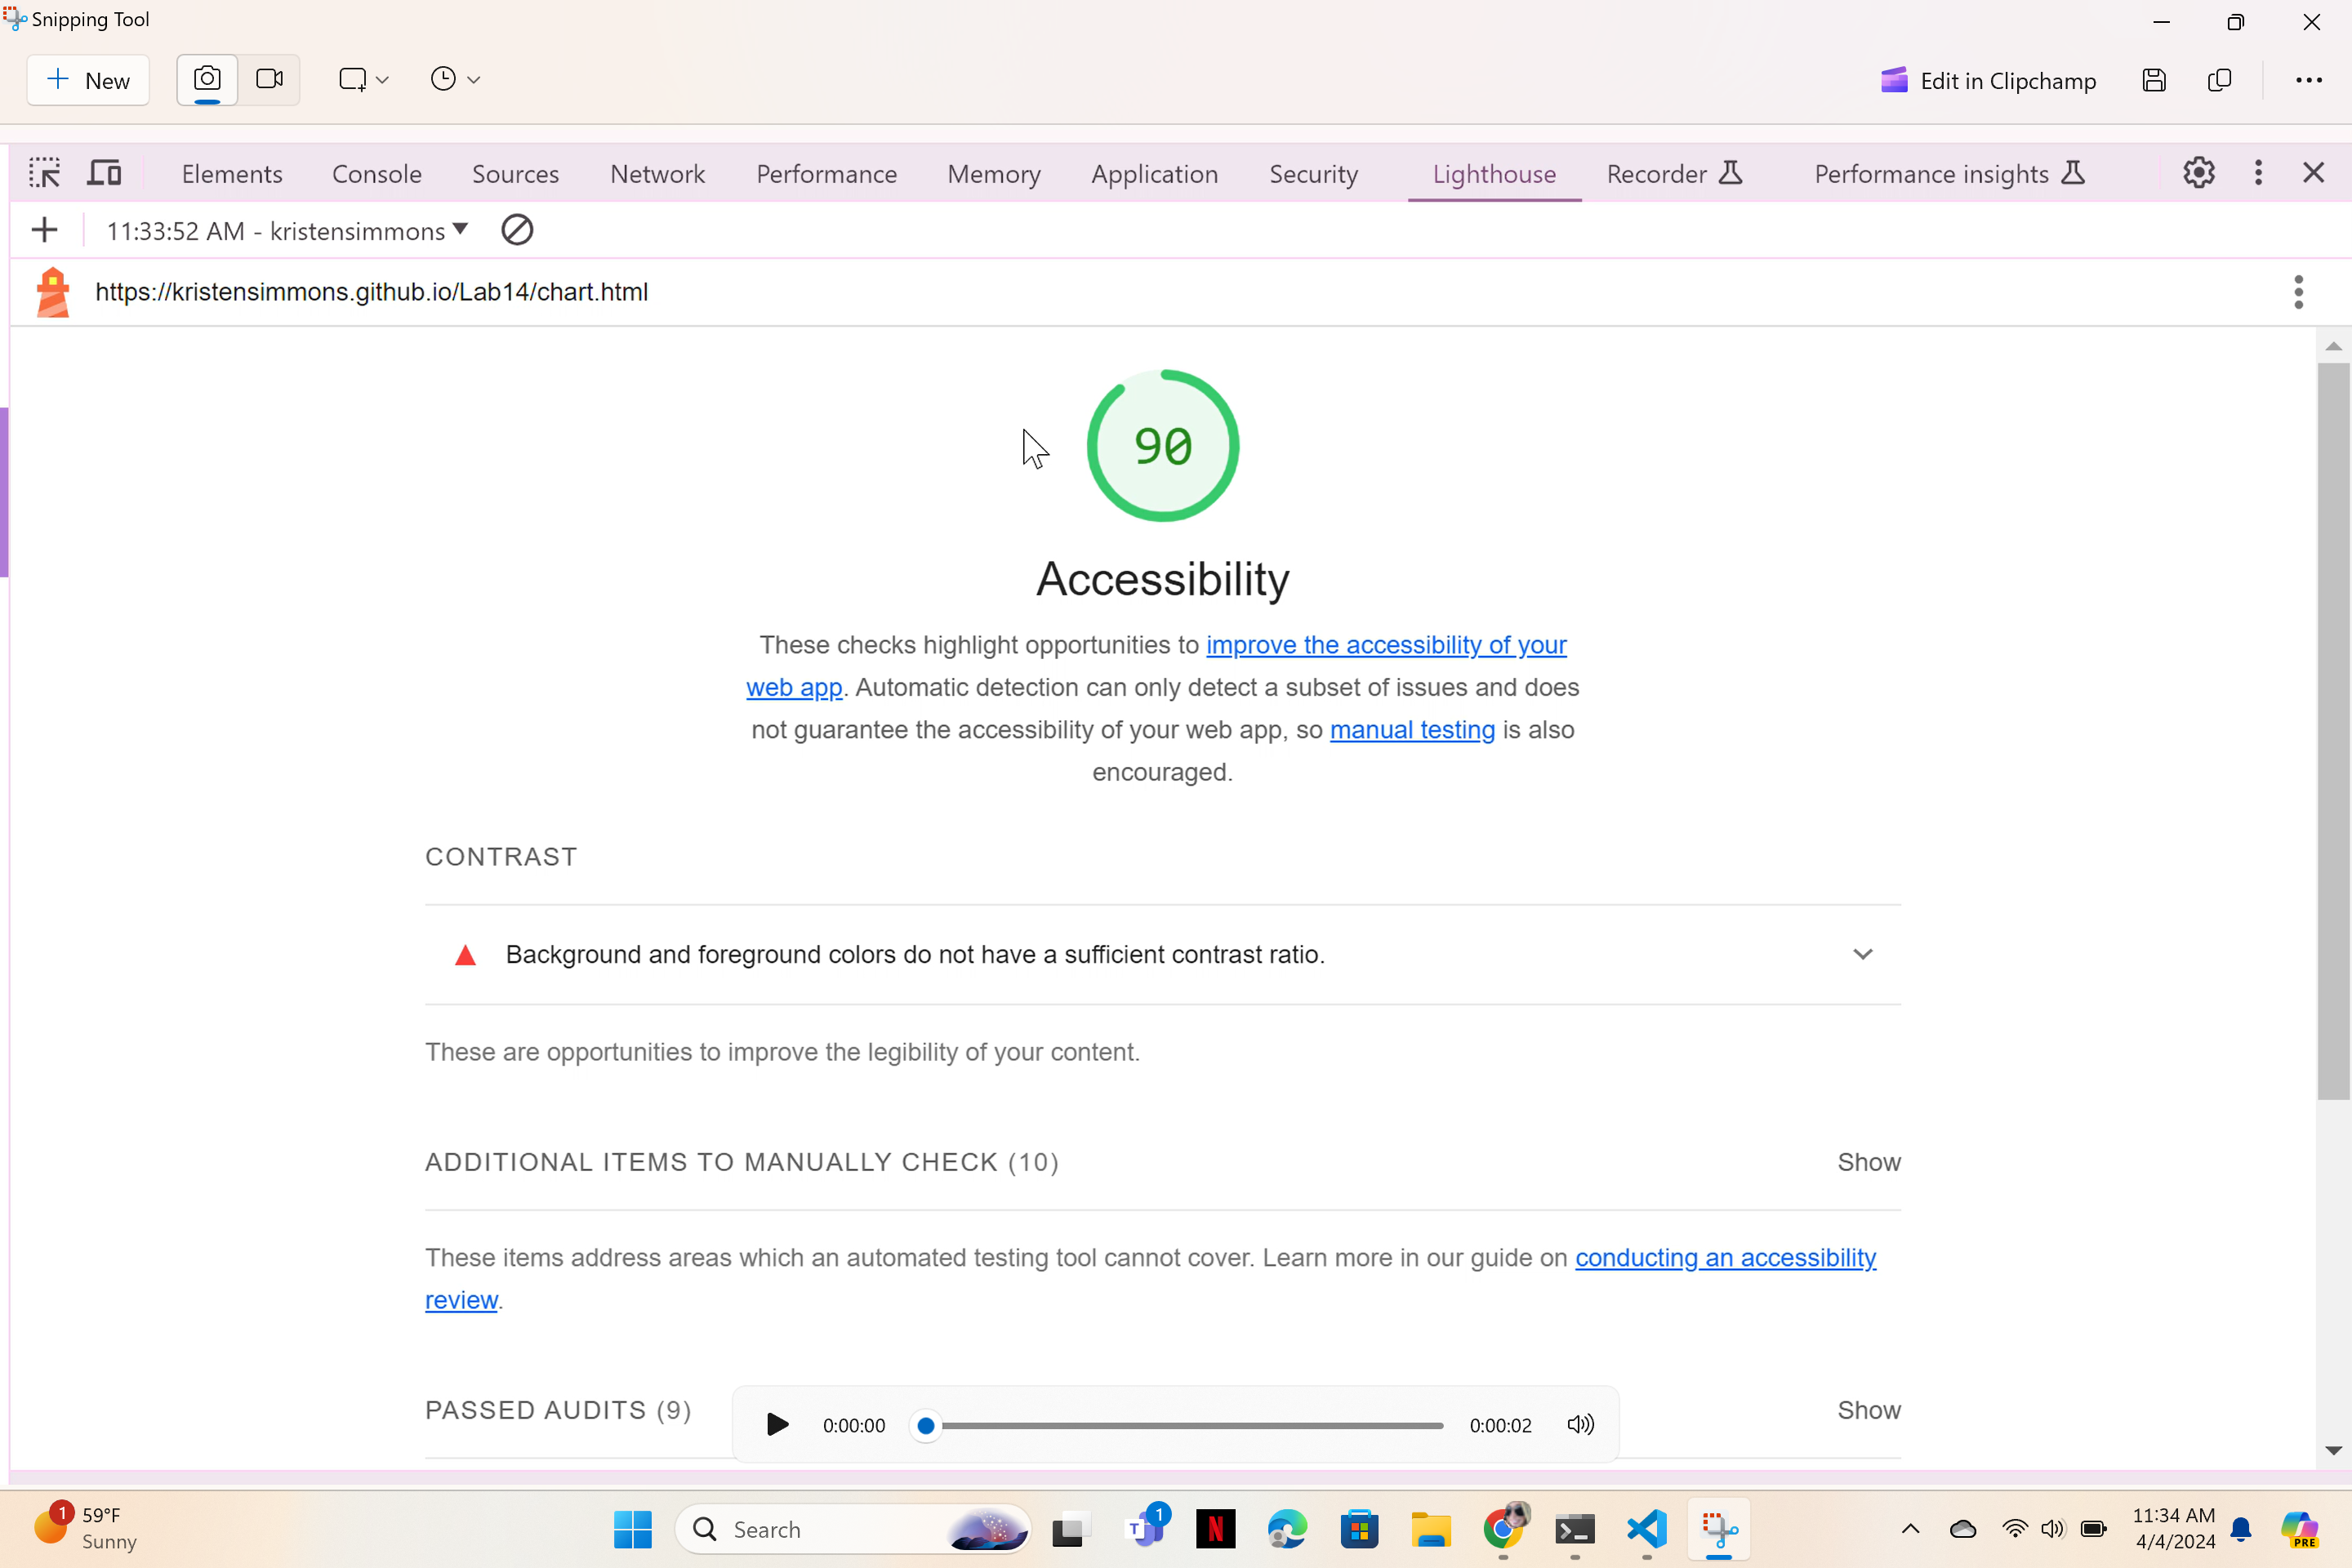 Snipping Tool
New
Edit in Clipchamp
Elements Console Sources Network Performance Memory Application Security Lighthouse Recorder Performance insights
11:33:52 AM - kristensimmons
https://kristensimmons.github.io/Lab14/chart.html
90
Accessibility
These checks highlight opportunities to improve the accessibility of your
web app. Automatic detection can only detect a subset of issues and does
not guarantee the accessibility of your web app, so manual testing is also
encouraged.
CONTRAST
Background and foreground colors do not have a sufficient contrast ratio.
These are opportunities to improve the legibility of your content.
ADDITIONAL ITEMS TO MANUALLY CHECK (10) Show
These items address areas which an automated testing tool cannot cover. Learn more in our guide on conducting an accessibility
review.
PASSED AUDITS (9) Show
0:00:00 0:00:02
1 59°F
Sunny
Search
T 1
N
11:34 AM
4/4/2024
PRE